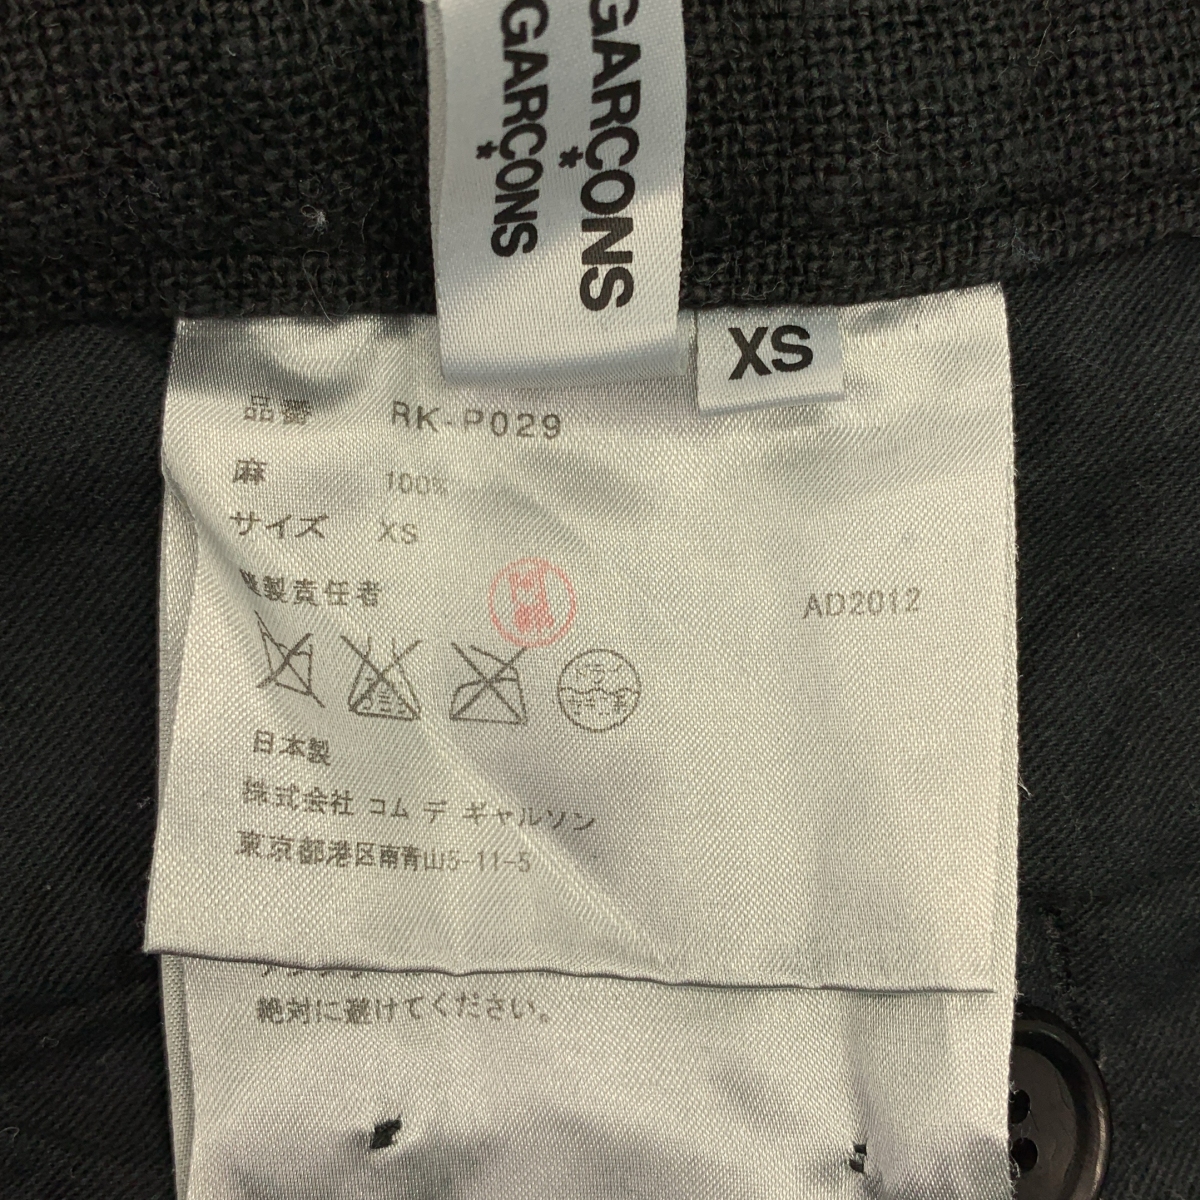 GARÇONS
GARÇONS
XS
品番 RK-P029
麻 100%
サイズ XS
縫製責任者
AD2012
日本製
株式会社 コム デ ギャルソン
東京都港区南青山5-11-5
絶対に避けてください。